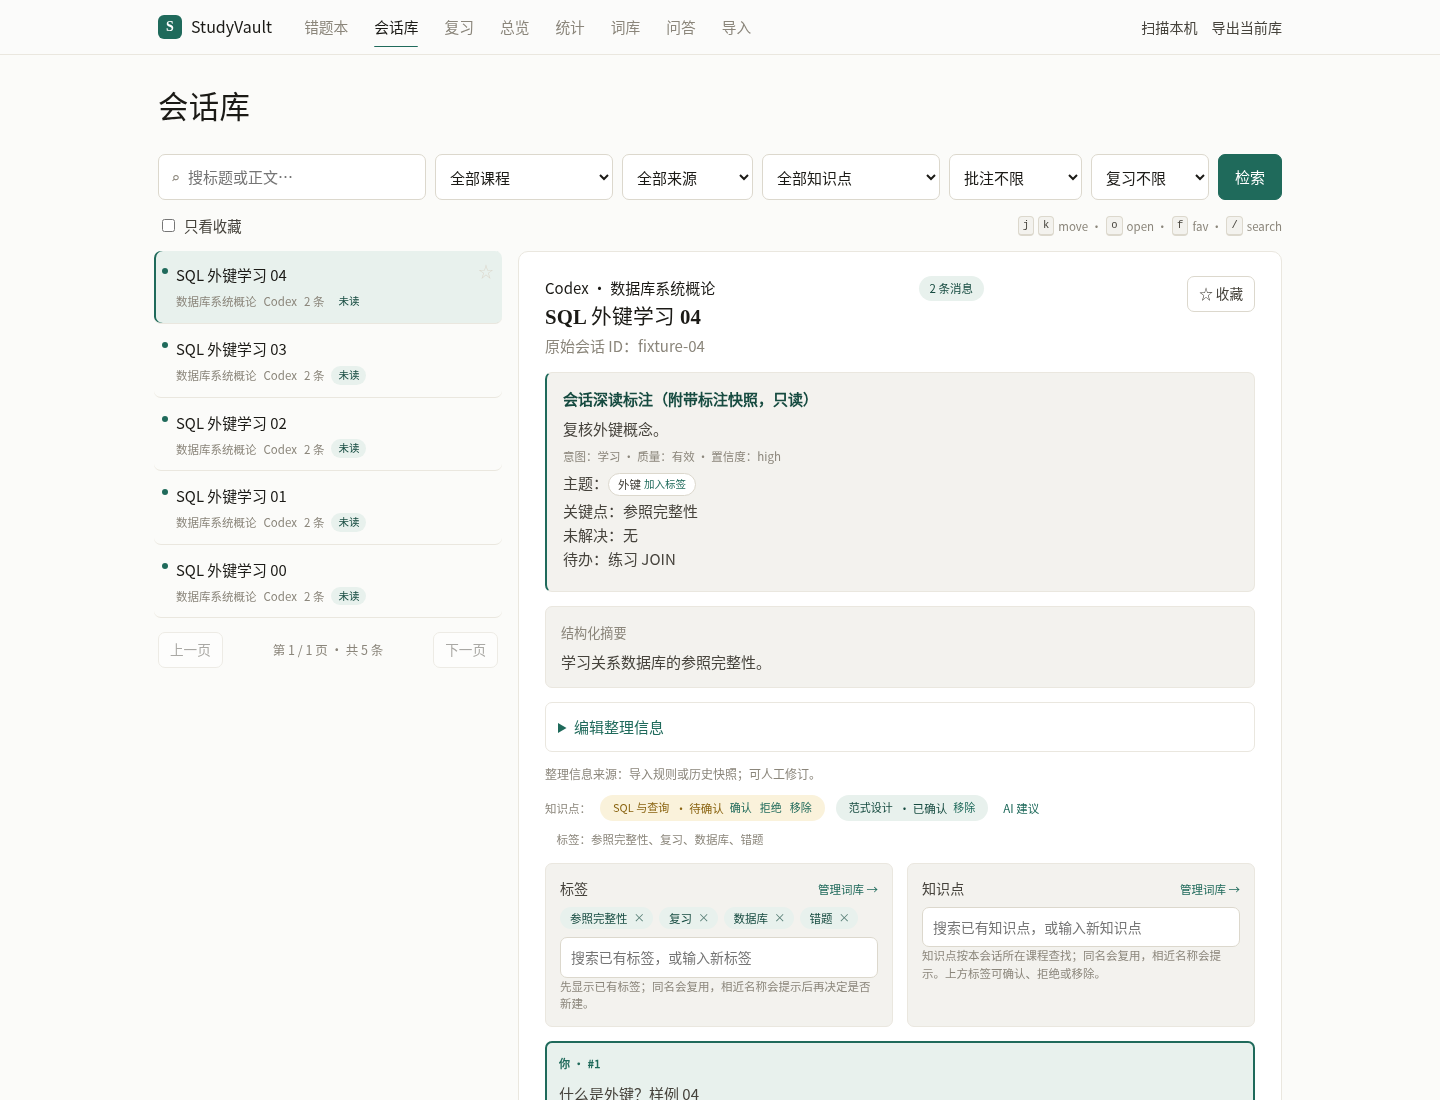 S StudyVault 错题本 会话库 复习 总览 统计 词库 问答 导入 扫描本机 导出当前库
会话库
搜标题或正文… 全部课程 全部来源 全部知识点 批注不限 复习不限 检索
只看收藏 j k move · o open · f fav · / search
SQL 外键学习 04 ☆
数据库系统概论 Codex 2 条 未读
SQL 外键学习 03
数据库系统概论 Codex 2 条 未读
SQL 外键学习 02
数据库系统概论 Codex 2 条 未读
SQL 外键学习 01
数据库系统概论 Codex 2 条 未读
SQL 外键学习 00
数据库系统概论 Codex 2 条 未读
上一页 第 1 / 1 页 · 共 5 条 下一页
Codex · 数据库系统概论 2 条消息 ☆ 收藏
SQL 外键学习 04
原始会话 ID：fixture-04
会话深读标注（附带标注快照，只读）
复核外键概念。
意图：学习 · 质量：有效 · 置信度：high
主题：外键 加入标签
关键点：参照完整性
未解决：无
待办：练习 JOIN
结构化摘要
学习关系数据库的参照完整性。
▶ 编辑整理信息
整理信息来源：导入规则或历史快照；可人工修订。
知识点： SQL 与查询 · 待确认 确认 拒绝 移除 范式设计 · 已确认 移除 AI 建议
标签：参照完整性、复习、数据库、错题
标签 管理词库 →
参照完整性 × 复习 × 数据库 × 错题 ×
搜索已有标签，或输入新标签
先显示已有标签；同名会复用，相近名称会提示后再决定是否
新建。
知识点 管理词库 →
搜索已有知识点，或输入新知识点
知识点按本会话所在课程查找；同名会复用，相近名称会提
示。上方标签可确认、拒绝或移除。
你 · #1
什么是外键？样例 04